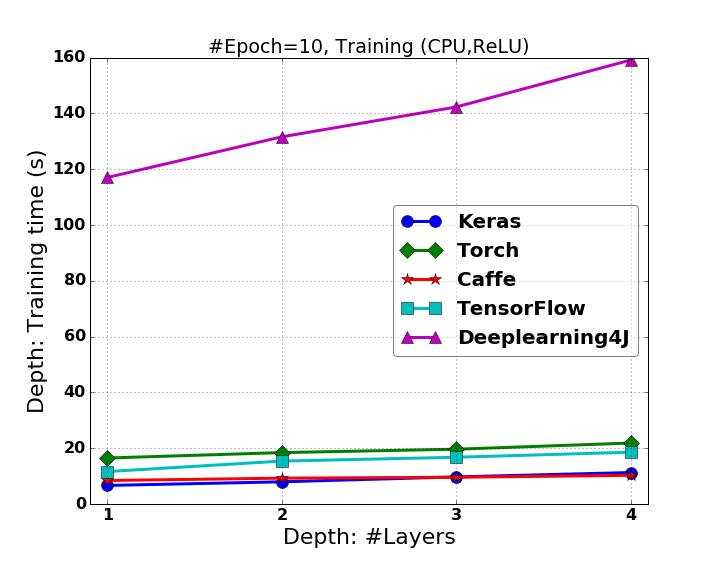 #Epoch=10, Training (CPU,ReLU)
160
140
120
100
80
60
40
20
0
Depth: Training time (s)
Keras
Torch
Caffe
TensorFlow
Deeplearning4J
1 2 3 4
Depth: #Layers